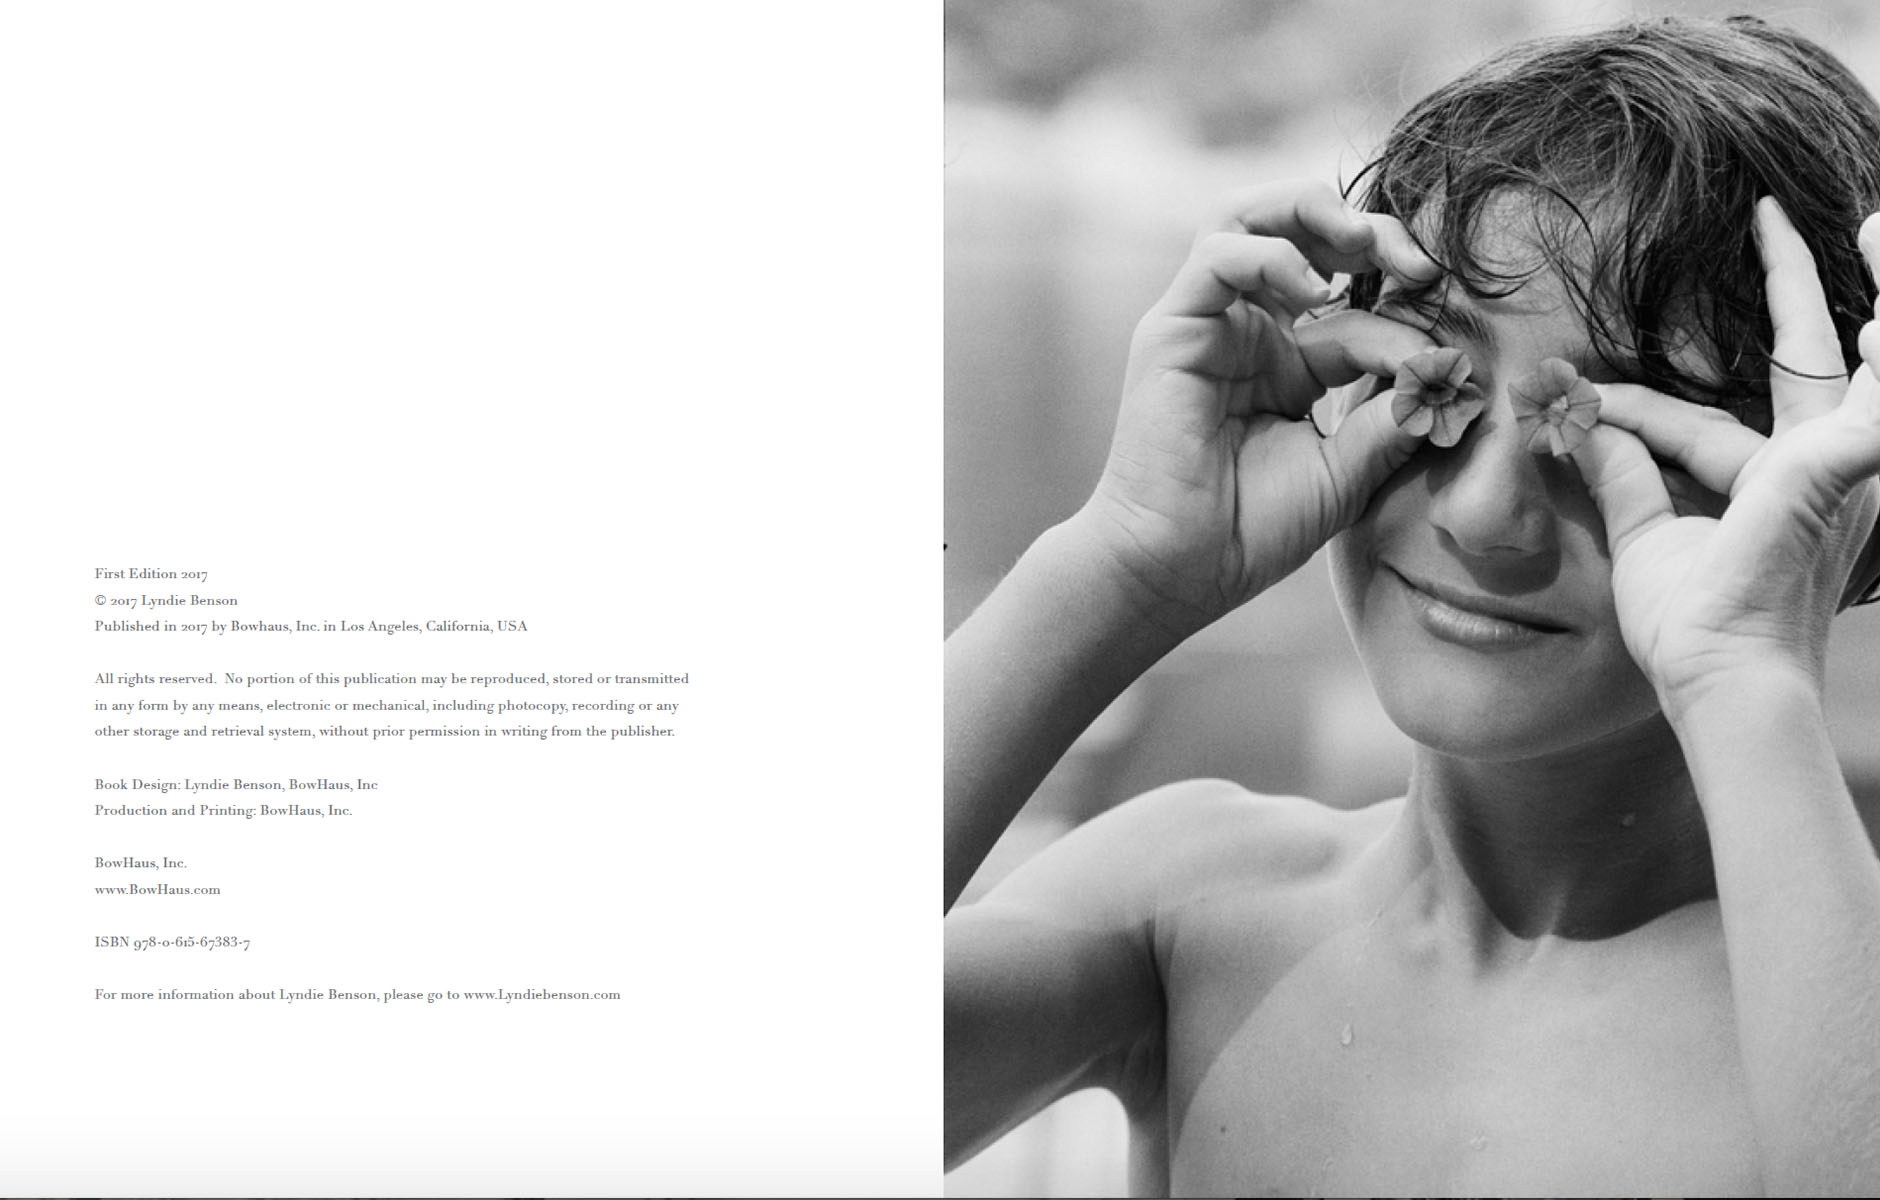 First Edition 2017
© 2017 Lyndie Benson
Published in 2017 by Bowhaus, Inc. in Los Angeles, California, USA
All rights reserved.  No portion of this publication may be reproduced, stored or transmitted
in any form by any means, electronic or mechanical, including photocopy, recording or any
other storage and retrieval system, without prior permission in writing from the publisher.
Book Design: Lyndie Benson, BowHaus, Inc
Production and Printing: BowHaus, Inc.
BowHaus, Inc.
www.BowHaus.com
ISBN 978-0-615-67383-7
For more information about Lyndie Benson, please go to www.Lyndiebenson.com